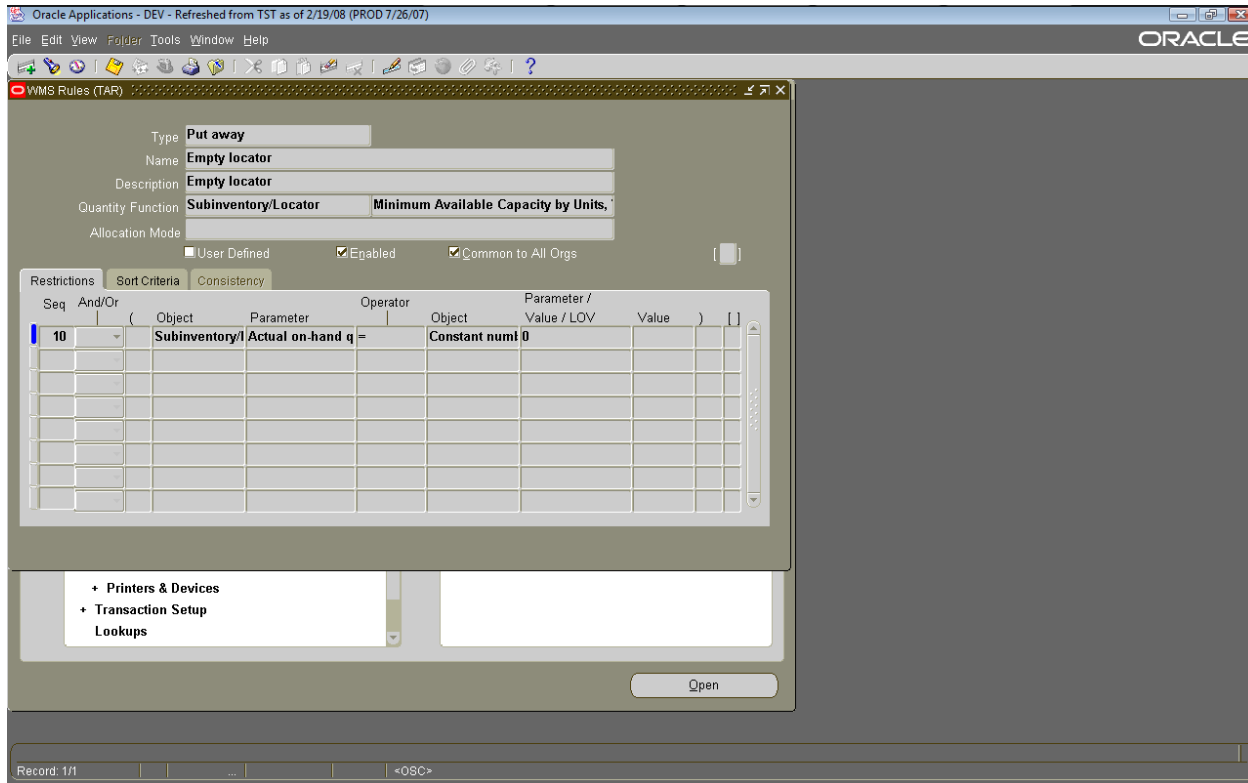 Oracle Applications - DEV - Refreshed from TST as of 2/19/08 (PROD 7/26/07)
File Edit View Folder Tools Window Help
ORACLE
WMS Rules (TAR)
Type Put away
Name Empty locator
Description Empty locator
Quantity Function Subinventory/Locator Minimum Available Capacity by Units,
Allocation Mode
User Defined Enabled Common to All Orgs [ ]
Restrictions Sort Criteria Consistency
Parameter /
Seq And/Or Operator
( Object Parameter Object Value / LOV Value ) [ ]
10 Subinventory/l Actual on-hand q = Constant numb 0
+ Printers & Devices
+ Transaction Setup
Lookups
Open
Record: 1/1 ... <OSC>